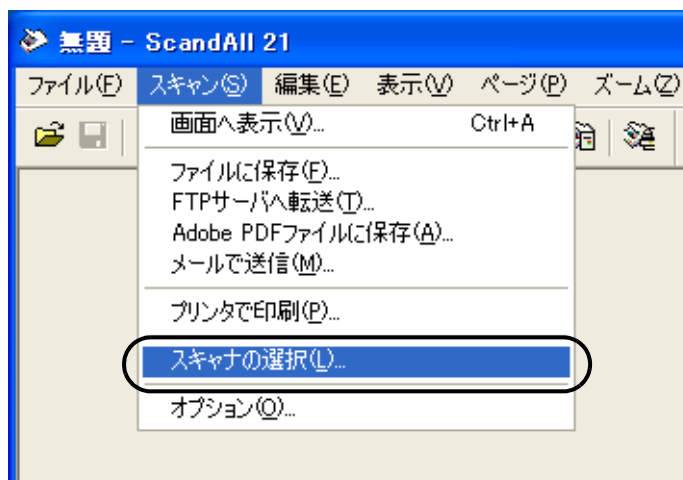 無題 - ScandAll 21
ファイル(F) スキャン(S) 編集(E) 表示(V) ページ(P) ズーム(Z)
画面へ表示(V)... Ctrl+A
ファイルに保存(F)...
FTPサーバへ転送(T)...
Adobe PDFファイルに保存(A)...
メールで送信(M)...
プリンタで印刷(P)...
スキャナの選択(L)...
オプション(O)...